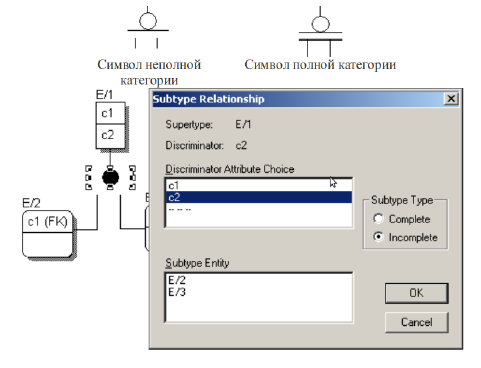 Символ неполной
категории
Символ полной категории
E/1
c1
c2
E/2
c1 (FK)
E
Subtype Relationship
Supertype: E/1
Discriminator: c2
Discriminator Attribute Choice
c1
c2
-- -- --
Subtype Type
Complete
Incomplete
Subtype Entity
E/2
E/3
OK
Cancel